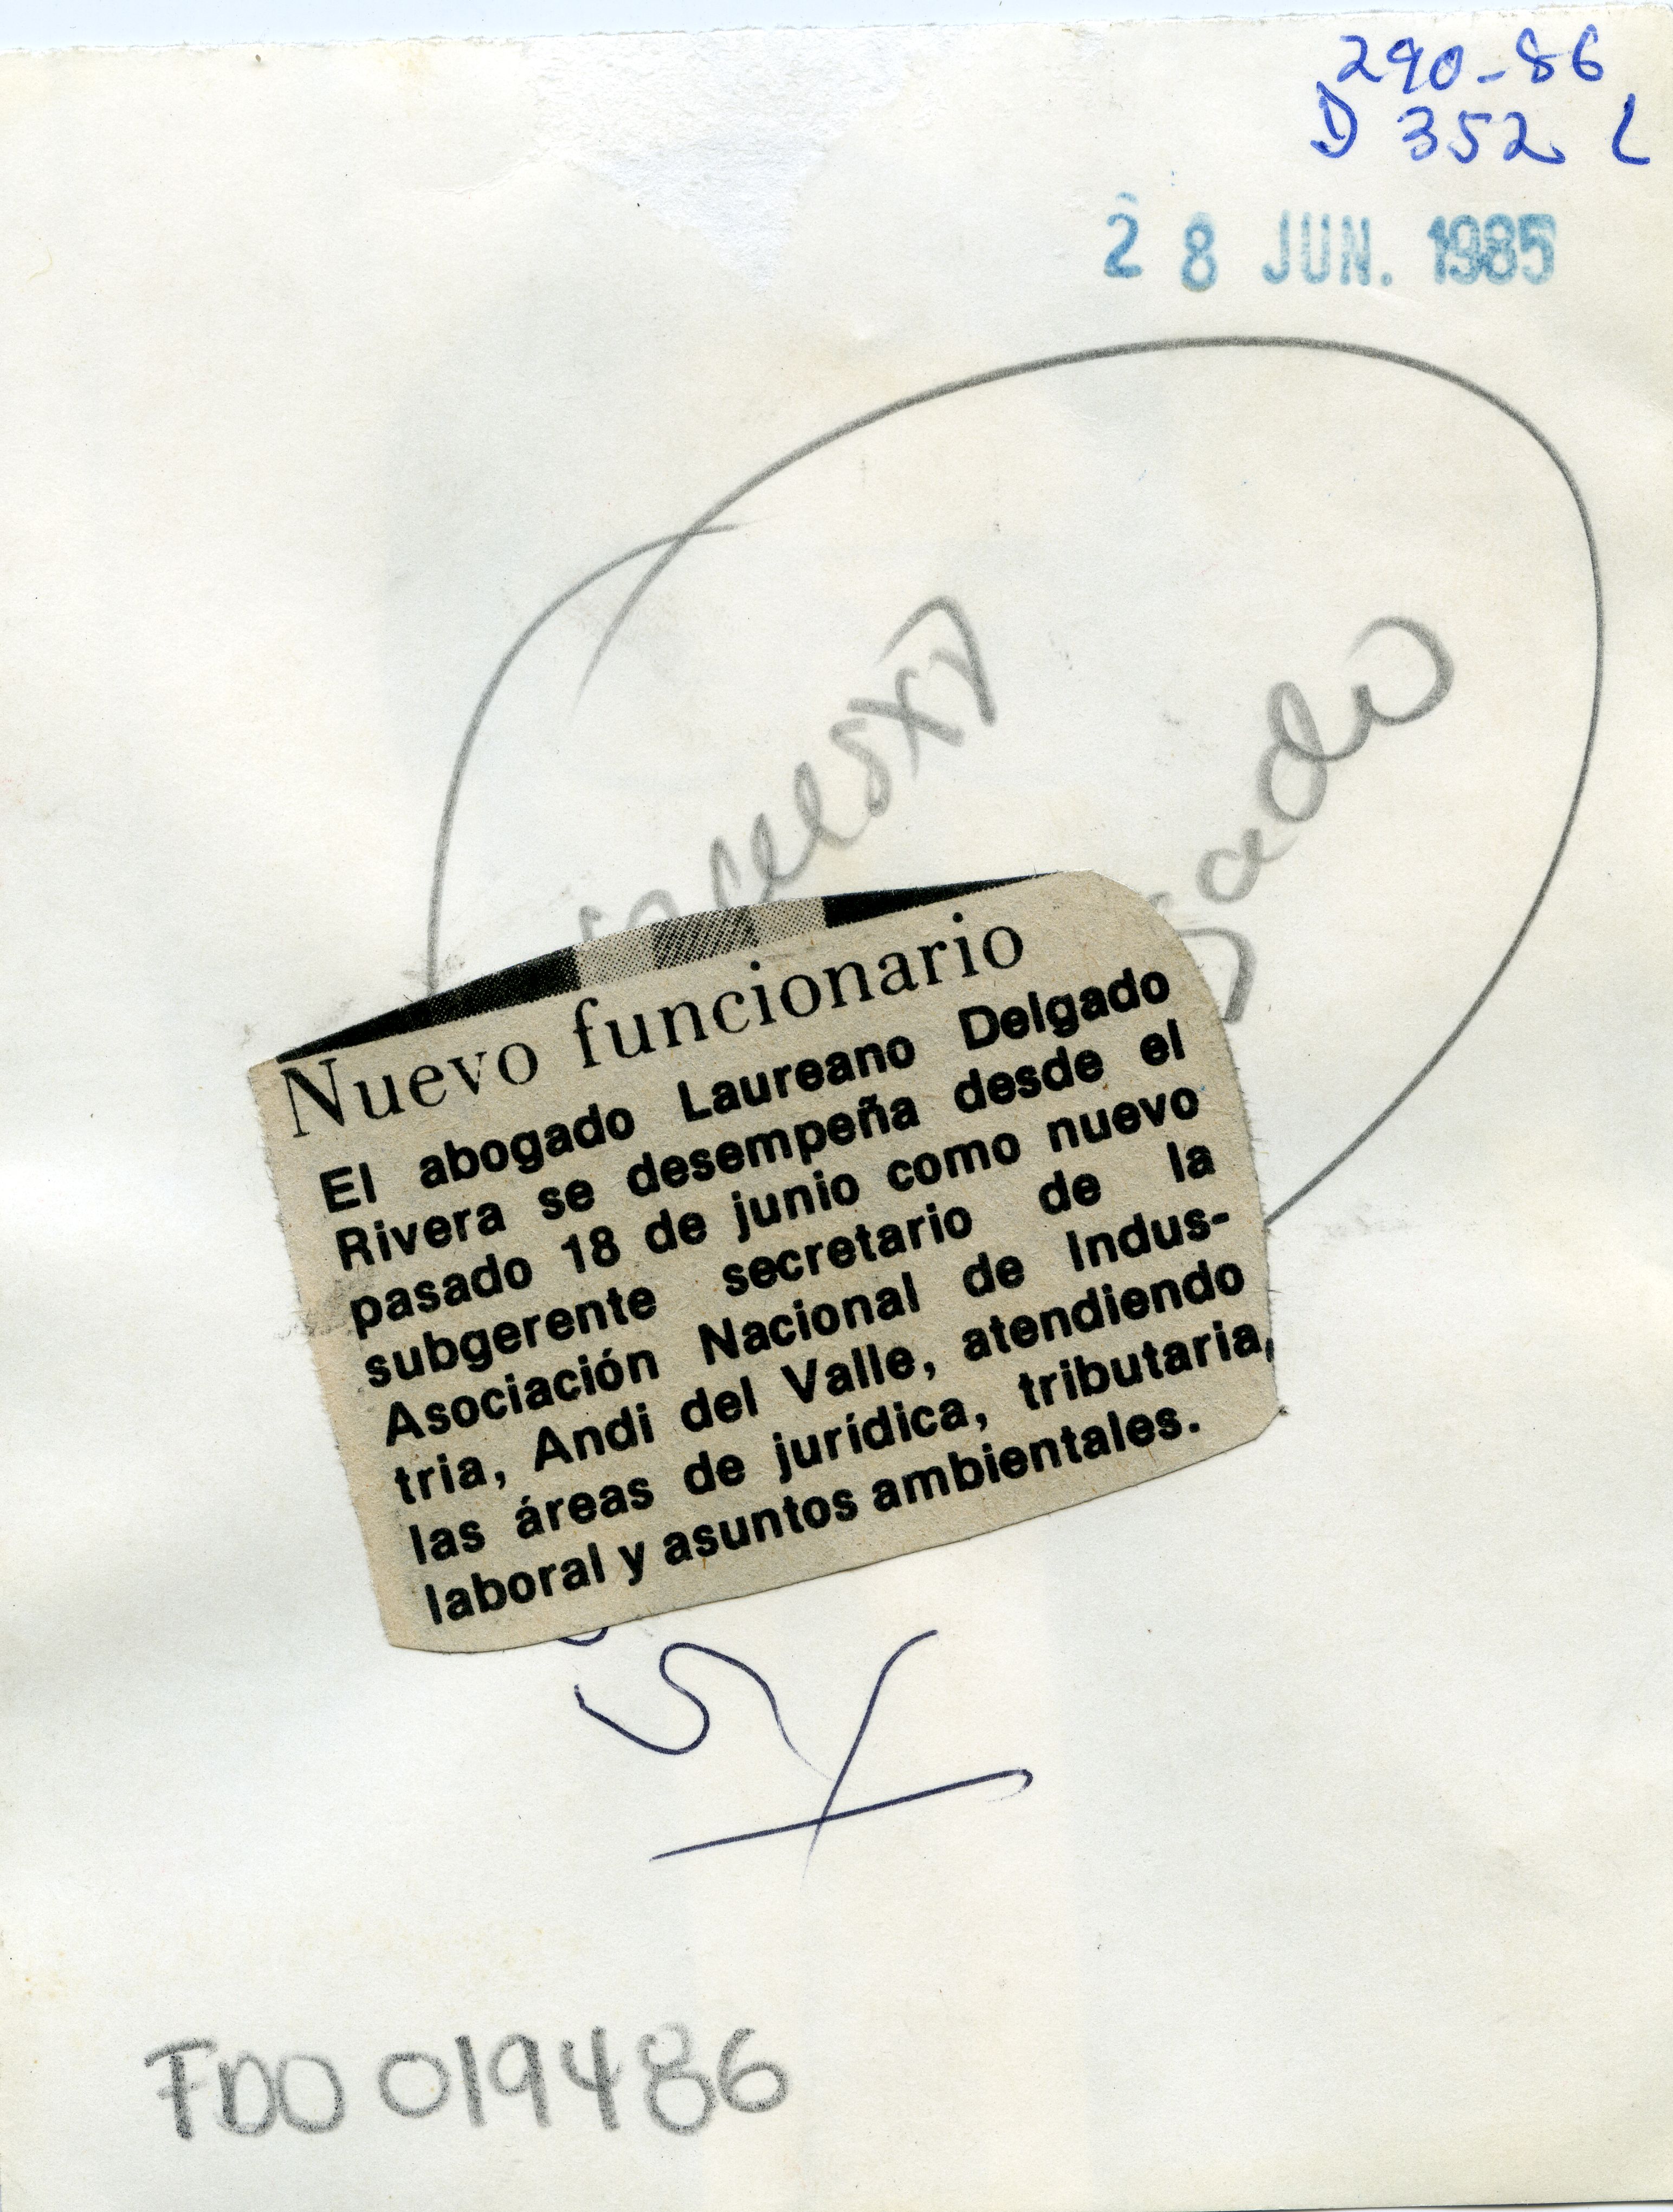 290-86
D 352 L
28 JUN. 1985
Nuevo funcionario
El abogado Laureano Delgado
Rivera se desempeña desde el
pasado 18 de junio como nuevo
subgerente secretario de la
Asociación Nacional de Indus-
tria, Andi del Valle, atendiendo
las áreas de jurídica, tributaria,
laboral y asuntos ambientales.
FDO 019486